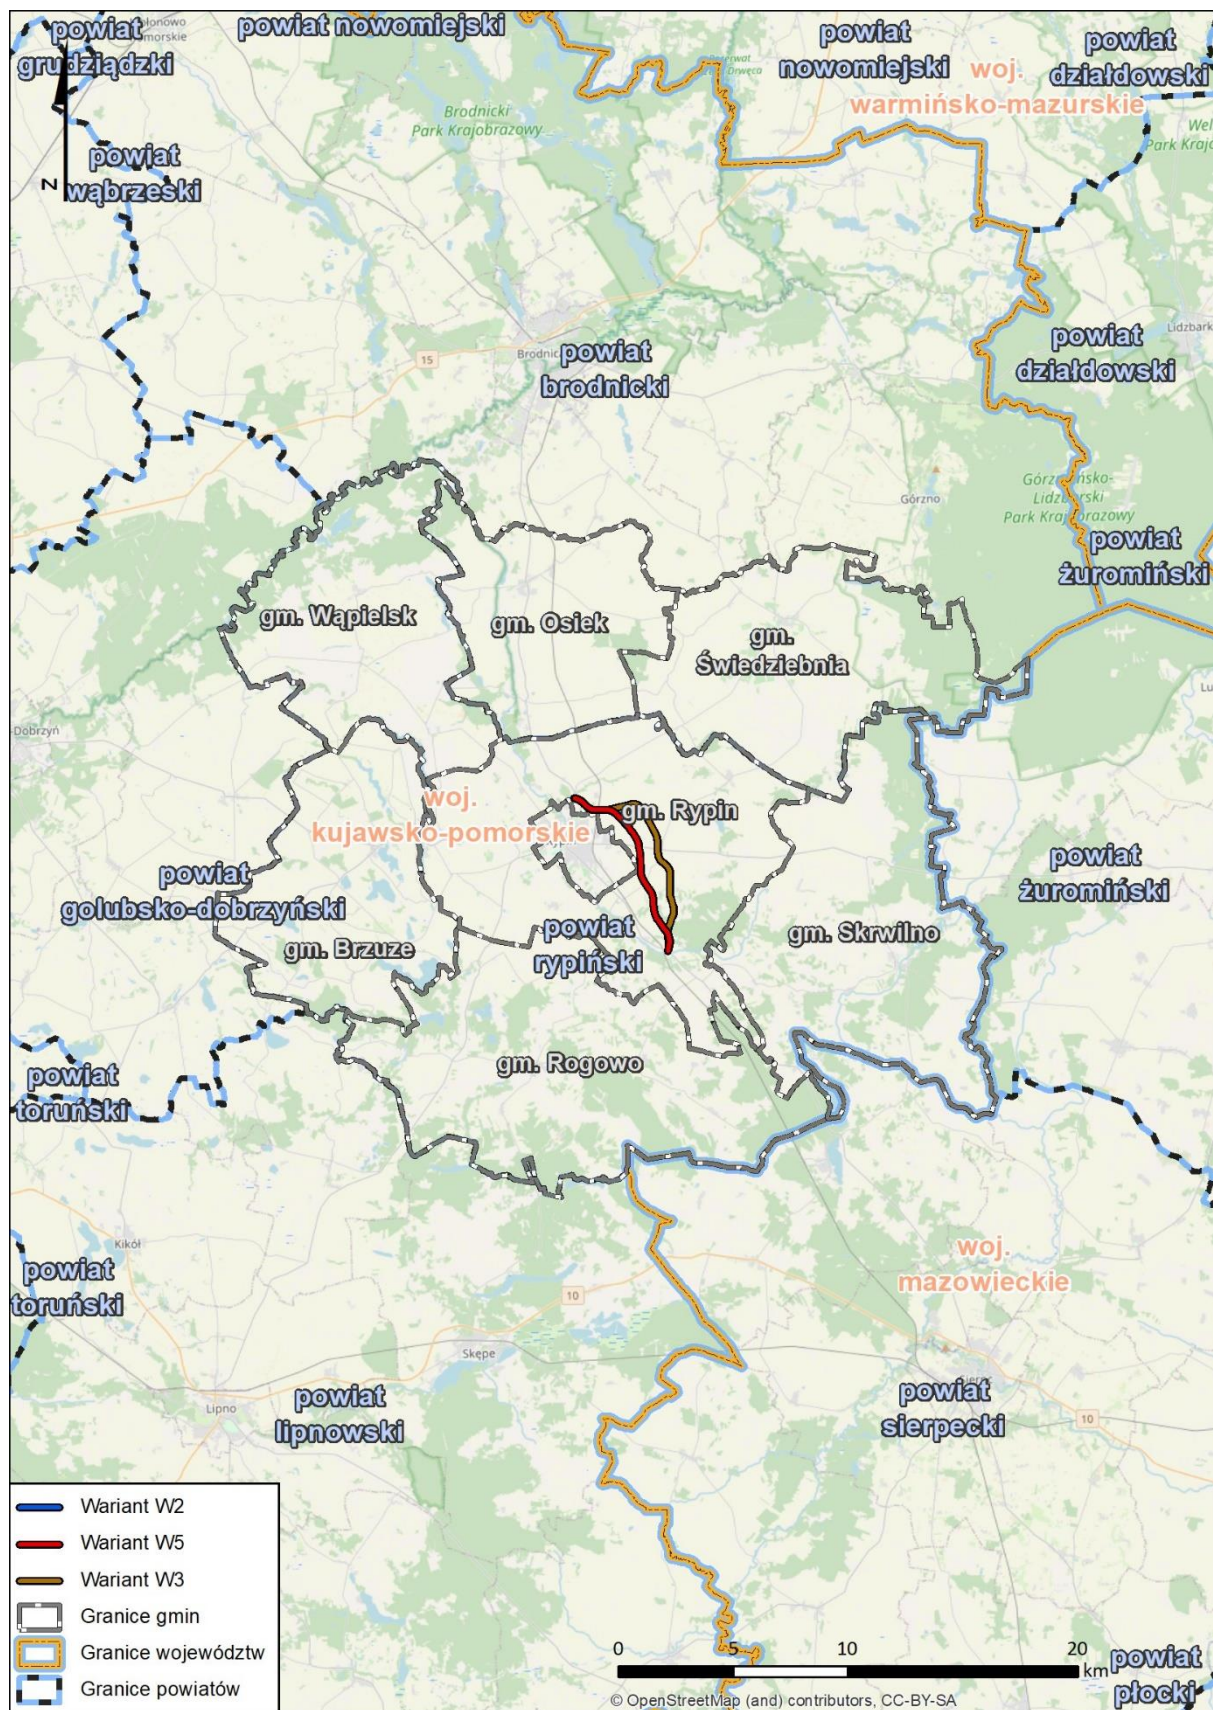 powiat
grudziądzki
powiat nowomiejski
powiat
nowomiejski
powiat
działdowski
woj.
warmińsko-mazurskie
Brodnicki
Park Krajobrazowy
Park Krajo
powiat
wąbrzeski
N
15
powiat
brodnicki
powiat
działdowski
Lidzbark
Górzno
Park Krajobrazowy
powiat
żuromiński
gm. Wąpielsk
gm. Osiek
gm.
Świedziebnia
Dobrzyń
woj.
kujawsko-pomorskie
gm. Rypin
powiat
golubsko-dobrzyński
powiat
żuromiński
gm. Brzuze
powiat
rypiński
gm. Skrwilno
gm. Rogowo
powiat
toruński
Kikół
woj.
mazowieckie
powiat
toruński
10
Skępe
powiat
lipnowski
Lipno
powiat
sierpecki
10
Wariant W2
Wariant W5
Wariant W3
Granice gmin
Granice województw
Granice powiatów
0 5 10 20
km
powiat
płocki
© OpenStreetMap (and) contributors, CC-BY-SA